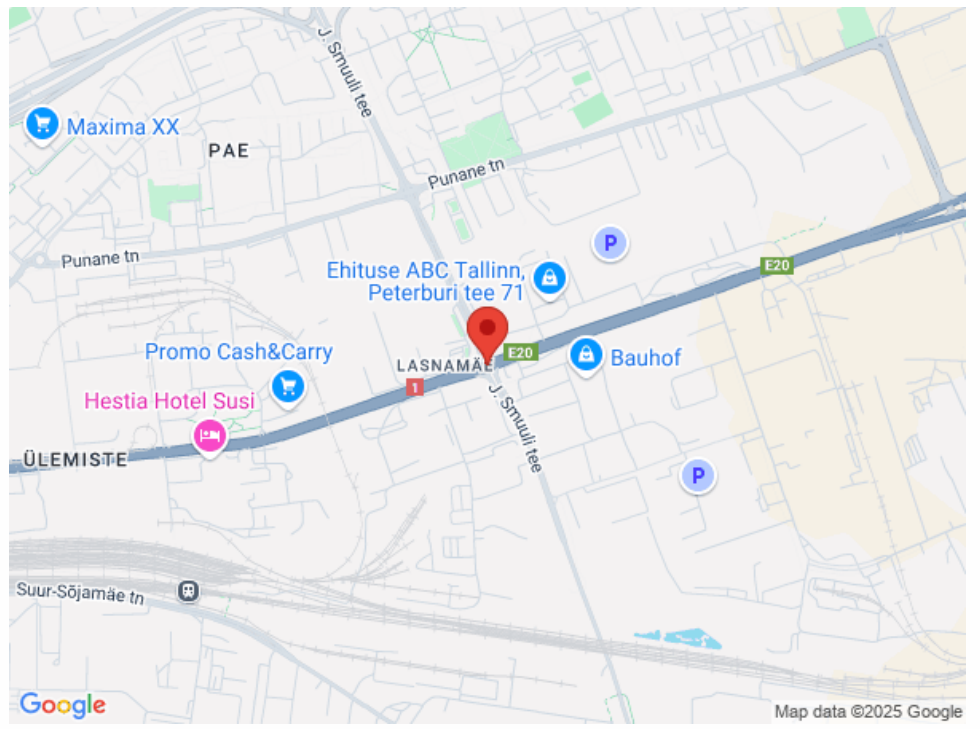 J. Smuuli tee
Maxima XX
PAE
Punane tn
P
Punane tn
E20
Ehituse ABC Tallinn,
Peterburi tee 71
E20
Promo Cash&Carry
LASNAMÄE
Bauhof
1
Hestia Hotel Susi
J. Smuuli tee
ÜLEMISTE
P
Suur-Sõjamäe tn
Google
Map data ©2025 Google